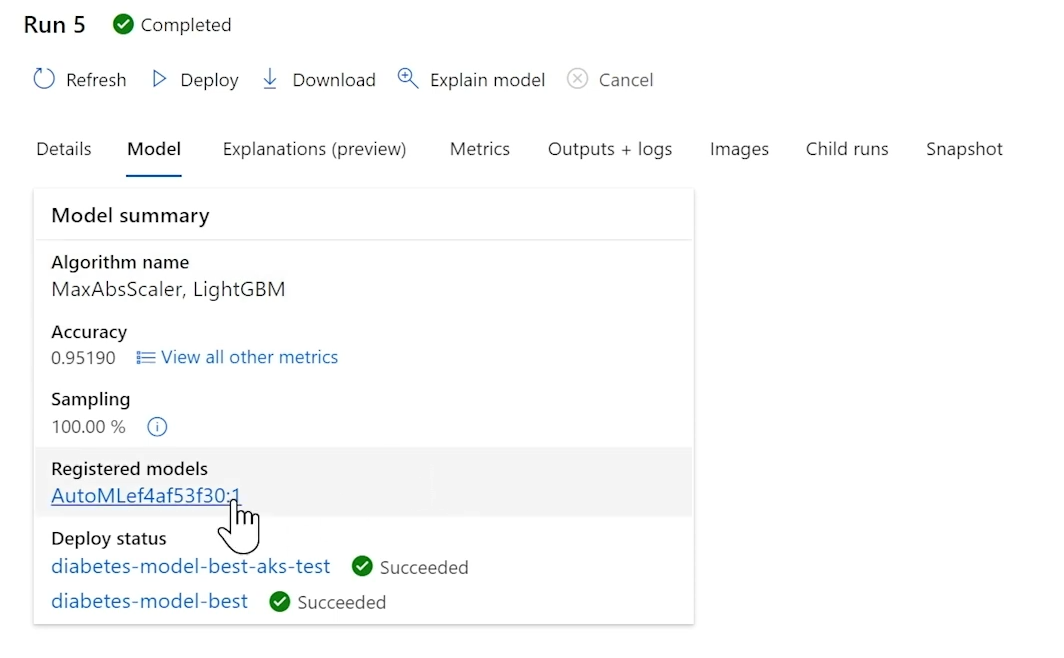 Run 5 Completed
Refresh Deploy Download Explain model Cancel
Details Model Explanations (preview) Metrics Outputs + logs Images Child runs Snapshot
Model summary
Algorithm name
MaxAbsScaler, LightGBM
Accuracy
0.95190 View all other metrics
Sampling
100.00 %
Registered models
AutoMLef4af53f30:1
Deploy status
diabetes-model-best-aks-test Succeeded
diabetes-model-best Succeeded